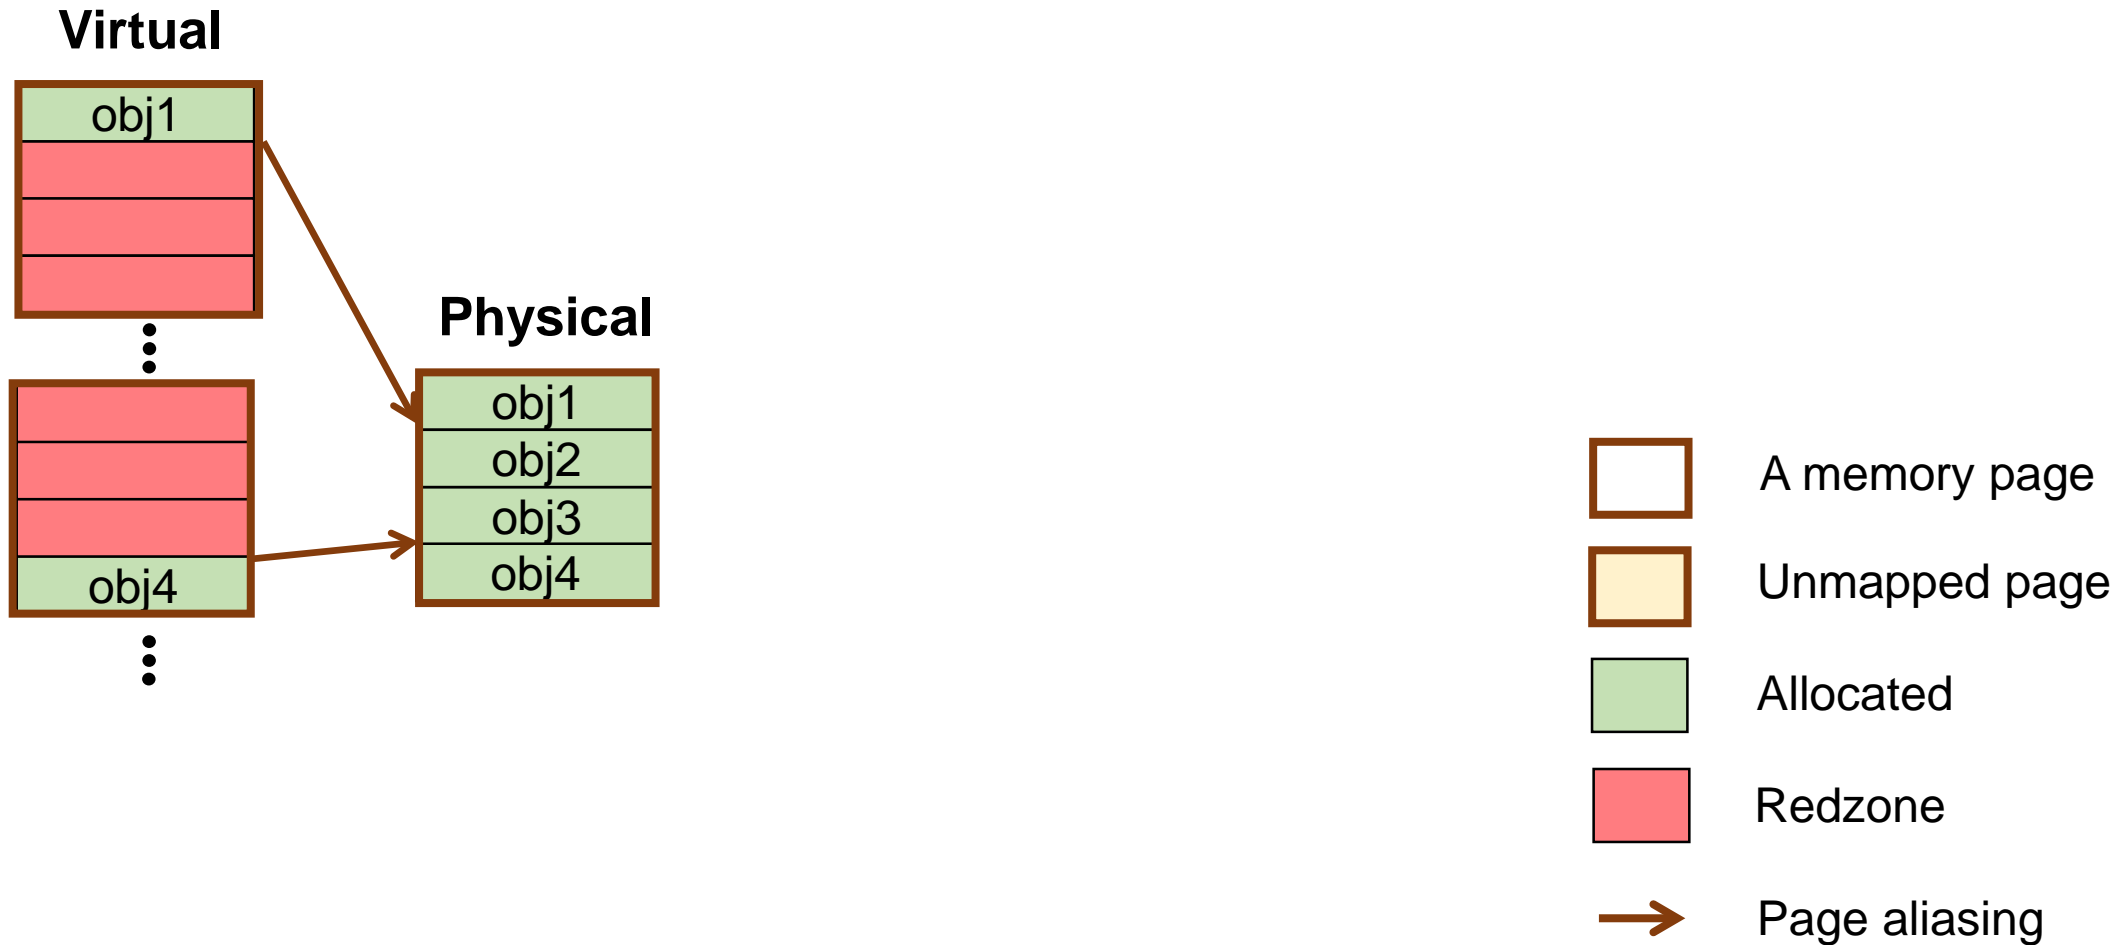 Virtual
obj1
obj4
Physical
obj1
obj2
obj3
obj4
A memory page
Unmapped page
Allocated
Redzone
Page aliasing